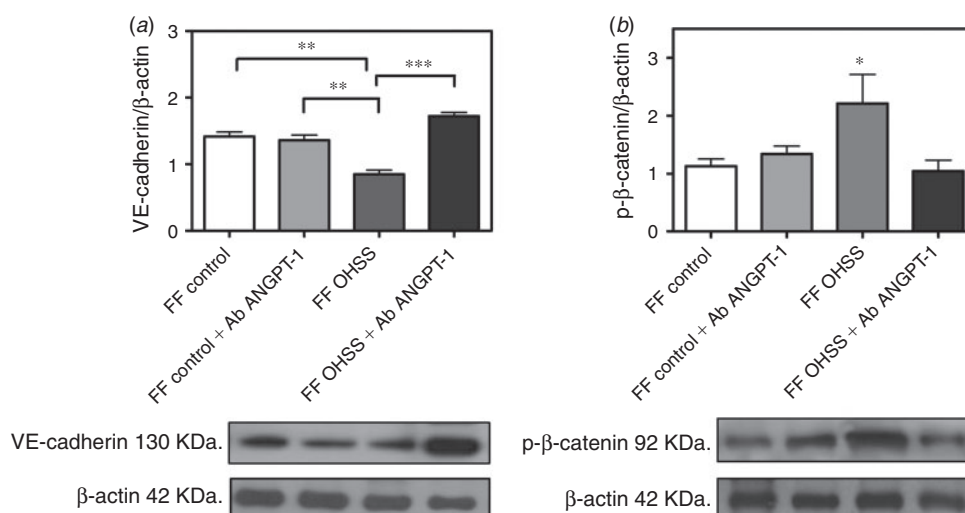 (a)
3
2
1
0
VE-cadherin/β-actin
**
**
***
FF control
FF control + Ab ANGPT-1
FF OHSS
FF OHSS + Ab ANGPT-1
VE-cadherin 130 KDa.
β-actin 42 KDa.
(b)
3
2
1
0
p-β-catenin/β-actin
*
FF control
FF control + Ab ANGPT-1
FF OHSS
FF OHSS + Ab ANGPT-1
p-β-catenin 92 KDa.
β-actin 42 KDa.